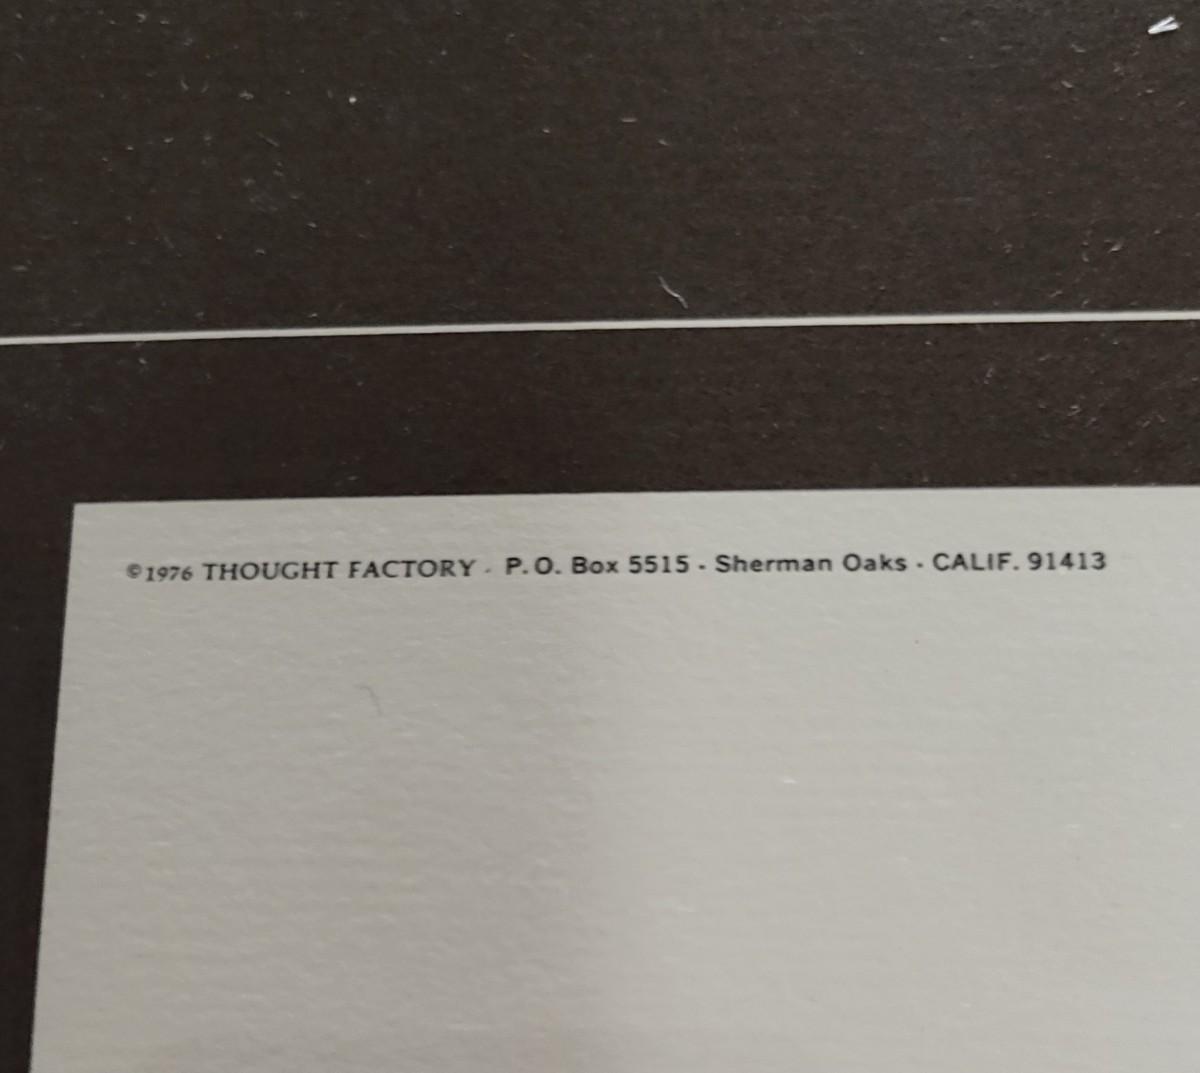 ©1976 THOUGHT FACTORY · P.O. Box 5515 · Sherman Oaks · CALIF. 91413